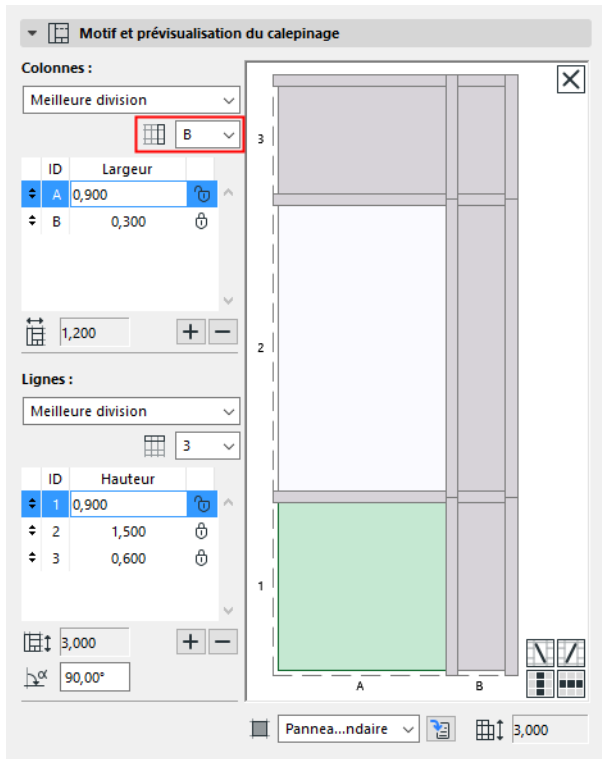 Motif et prévisualisation du calepinage
Colonnes :
Meilleure division
B
ID Largeur
A 0,900
B 0,300
1,200
Lignes :
Meilleure division
3
ID Hauteur
1 0,900
2 1,500
3 0,600
3,000
α 90,00°
3
2
1
A B
Pannea...ndaire
3,000